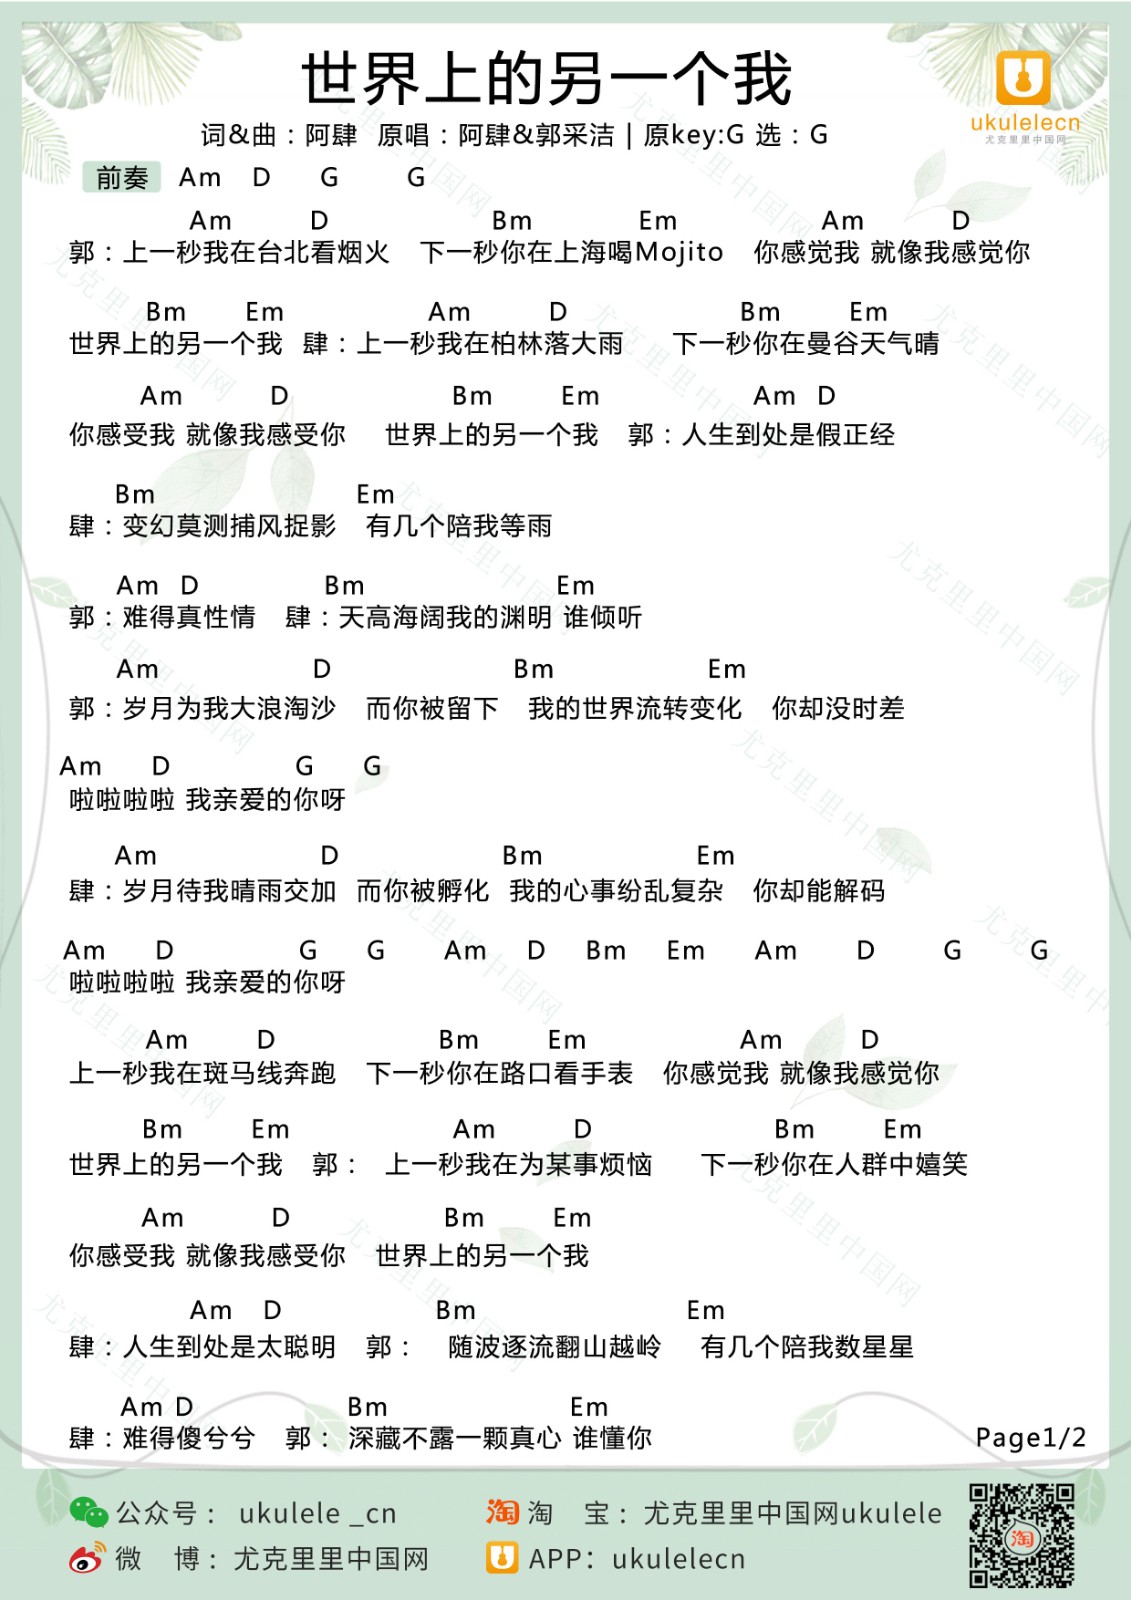 世界上的另一个我
ukulelecn
尤克里里中国网
词&曲：阿肆 原唱：阿肆&郭采洁 | 原key:G 选：G
前奏 Am D G G
Am D Bm Em Am D
郭：上一秒我在台北看烟火 下一秒你在上海喝Mojito 你感觉我 就像我感觉你
Bm Em Am D Bm Em
世界上的另一个我 肆：上一秒我在柏林落大雨 下一秒你在曼谷天气晴
Am D Bm Em Am D
你感受我 就像我感受你 世界上的另一个我 郭：人生到处是假正经
Bm Em
肆：变幻莫测捕风捉影 有几个陪我等雨
Am D Bm Em
郭：难得真性情 肆：天高海阔我的渊明 谁倾听
Am D Bm Em
郭：岁月为我大浪淘沙 而你被留下 我的世界流转变化 你却没时差
Am D G G
啦啦啦啦 我亲爱的你呀
Am D Bm Em
肆：岁月待我晴雨交加 而你被孵化 我的心事纷乱复杂 你却能解码
Am D G G Am D Bm Em Am D G G
啦啦啦啦 我亲爱的你呀
Am D Bm Em Am D
上一秒我在斑马线奔跑 下一秒你在路口看手表 你感觉我 就像我感觉你
Bm Em Am D Bm Em
世界上的另一个我 郭： 上一秒我在为某事烦恼 下一秒你在人群中嬉笑
Am D Bm Em
你感受我 就像我感受你 世界上的另一个我
Am D Bm Em
肆：人生到处是太聪明 郭： 随波逐流翻山越岭 有几个陪我数星星
Am D Bm Em
肆：难得傻兮兮 郭：深藏不露一颗真心 谁懂你
Page1/2
公众号： ukulele _cn 淘 淘 宝：尤克里里中国网ukulele
微 博：尤克里里中国网 APP：ukulelecn
淘